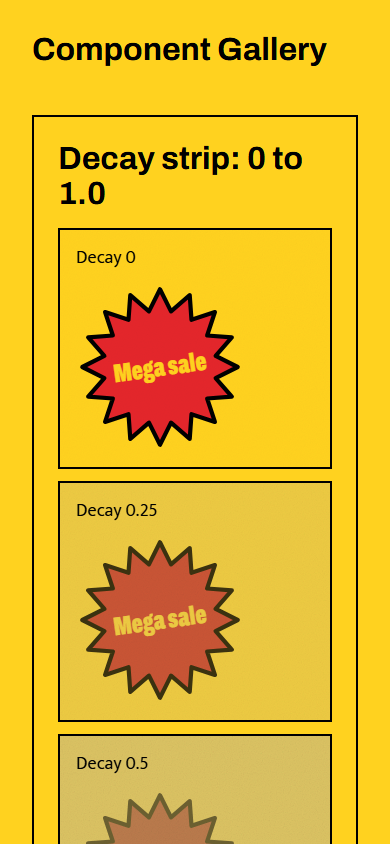 Component Gallery
Decay strip: 0 to
1.0
Decay 0
Mega sale
Decay 0.25
Mega sale
Decay 0.5